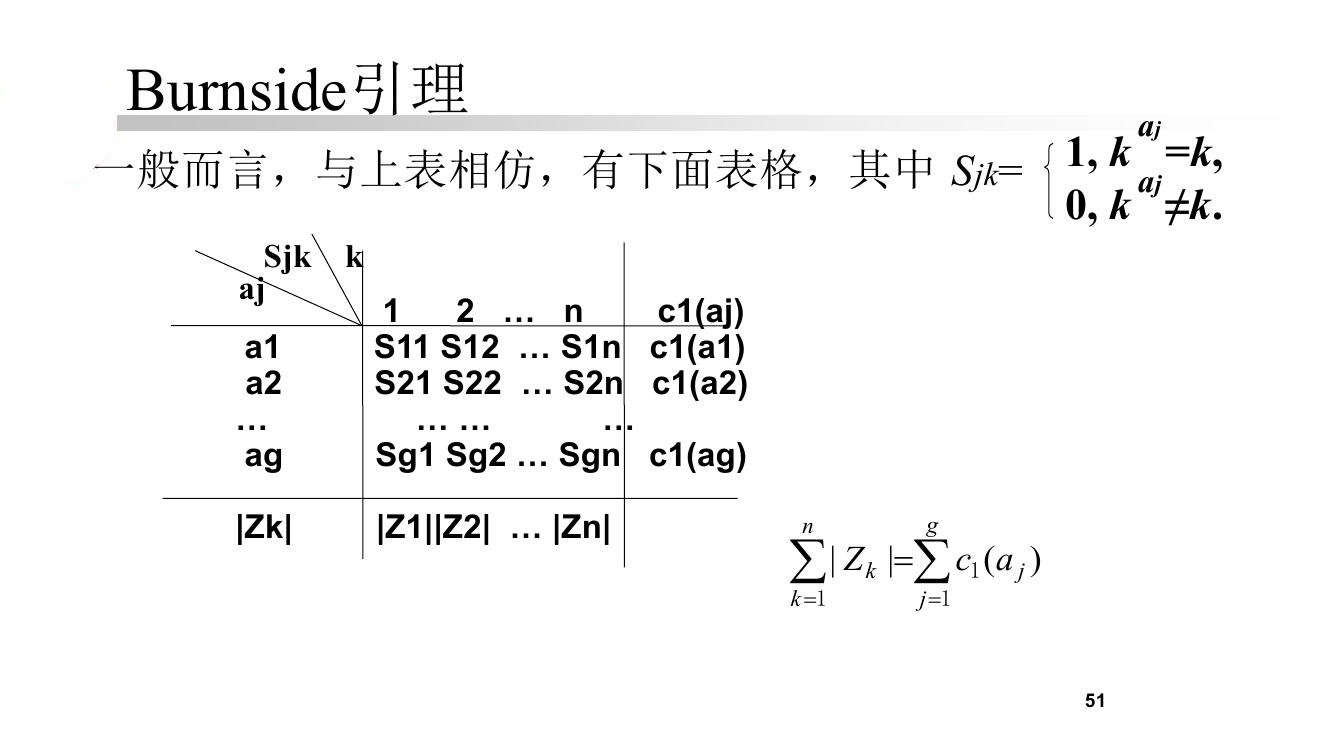 Burnside引理
一般而言，与上表相仿，有下面表格，其中 Sjk=
1, k^aj=k,
0, k^aj≠k.
Sjk k
aj
1 2 … n c1(aj)
a1 S11 S12 … S1n c1(a1)
a2 S21 S22 … S2n c1(a2)
… … … …
ag Sg1 Sg2 … Sgn c1(ag)
|Zk| |Z1||Z2| … |Zn|
n g
∑|Zk|=∑c1(aj)
k=1 j=1
51